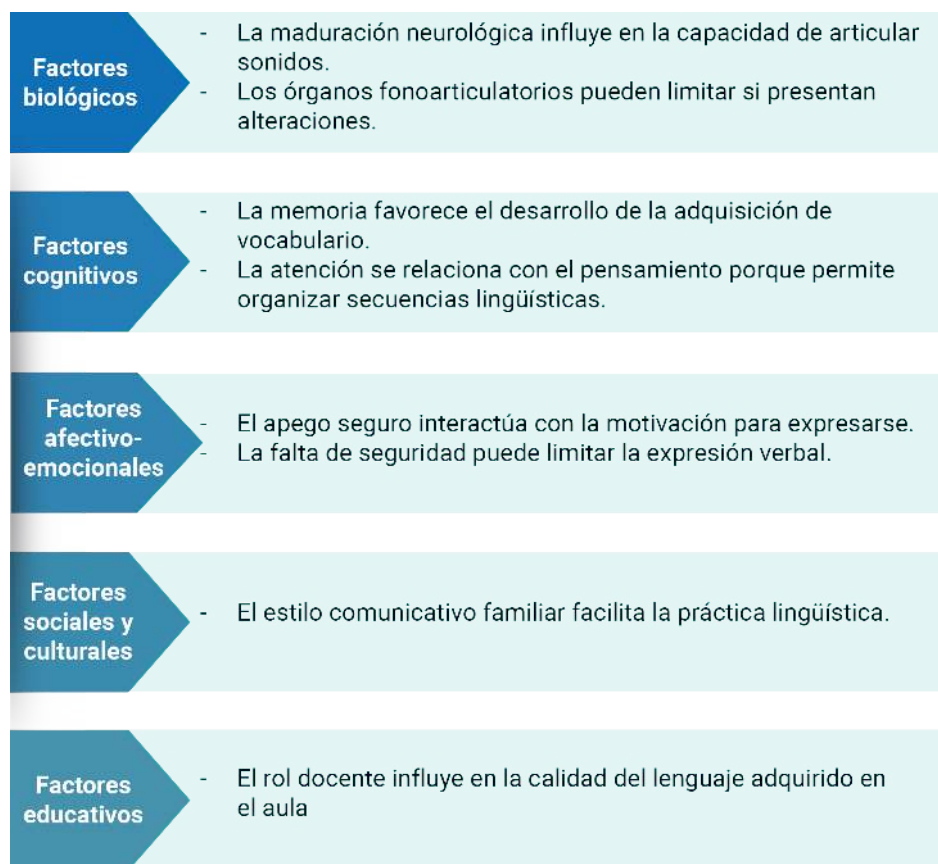 Factores
biológicos
- La maduración neurológica influye en la capacidad de articular
sonidos.
- Los órganos fonoarticulatorios pueden limitar si presentan
alteraciones.
Factores
cognitivos
- La memoria favorece el desarrollo de la adquisición de
vocabulario.
- La atención se relaciona con el pensamiento porque permite
organizar secuencias lingüísticas.
Factores
afectivo-
emocionales
- El apego seguro interactúa con la motivación para expresarse.
- La falta de seguridad puede limitar la expresión verbal.
Factores
sociales y
culturales
- El estilo comunicativo familiar facilita la práctica lingüística.
Factores
educativos
- El rol docente influye en la calidad del lenguaje adquirido en
el aula